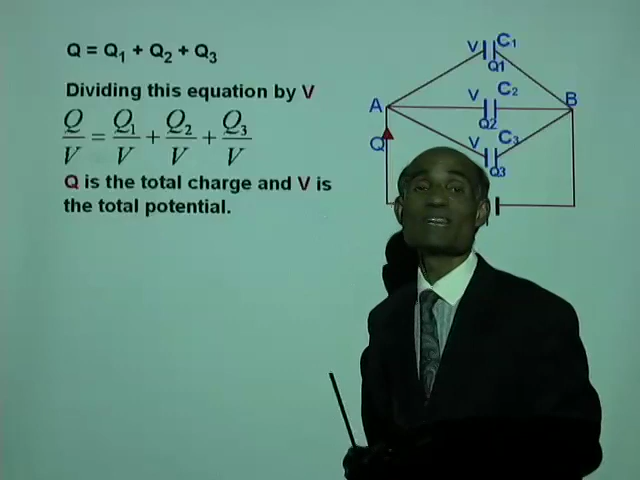 Q = Q1 + Q2 + Q3
Dividing this equation by V
Q/V = Q1/V + Q2/V + Q3/V
Q is the total charge and V is
the total potential.
V C1
Q1
A V C2 B
Q2
Q V C3
Q3